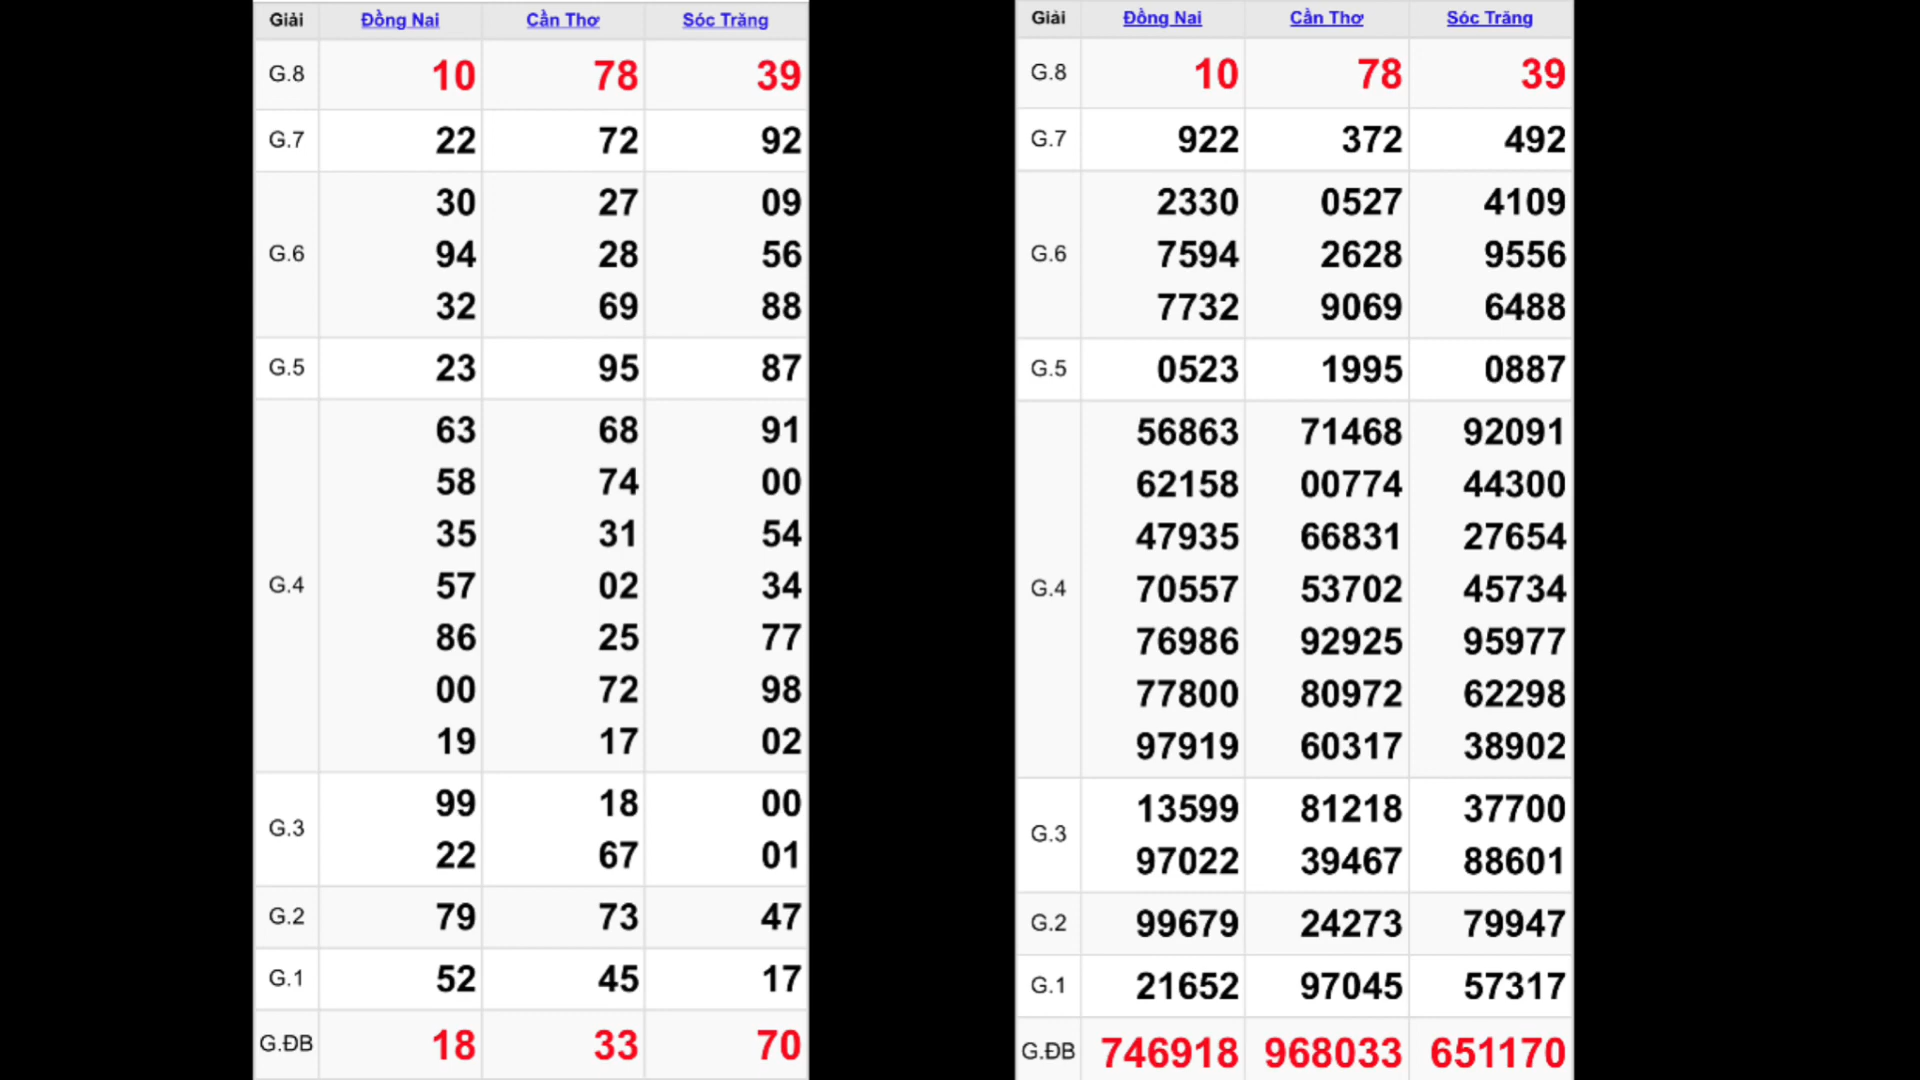 Giải Đồng Nai Cần Thơ Sóc Trăng
G.8 10 78 39
G.7 22 72 92
30 27 09
G.6 94 28 56
32 69 88
G.5 23 95 87
63 68 91
58 74 00
35 31 54
G.4 57 02 34
86 25 77
00 72 98
19 17 02
G.3 99 18 00
22 67 01
G.2 79 73 47
G.1 52 45 17
G.ĐB 18 33 70
Giải Đồng Nai Cần Thơ Sóc Trăng
G.8 10 78 39
G.7 922 372 492
2330 0527 4109
G.6 7594 2628 9556
7732 9069 6488
G.5 0523 1995 0887
56863 71468 92091
62158 00774 44300
47935 66831 27654
G.4 70557 53702 45734
76986 92925 95977
77800 80972 62298
97919 60317 38902
G.3 13599 81218 37700
97022 39467 88601
G.2 99679 24273 79947
G.1 21652 97045 57317
G.ĐB 746918 968033 651170